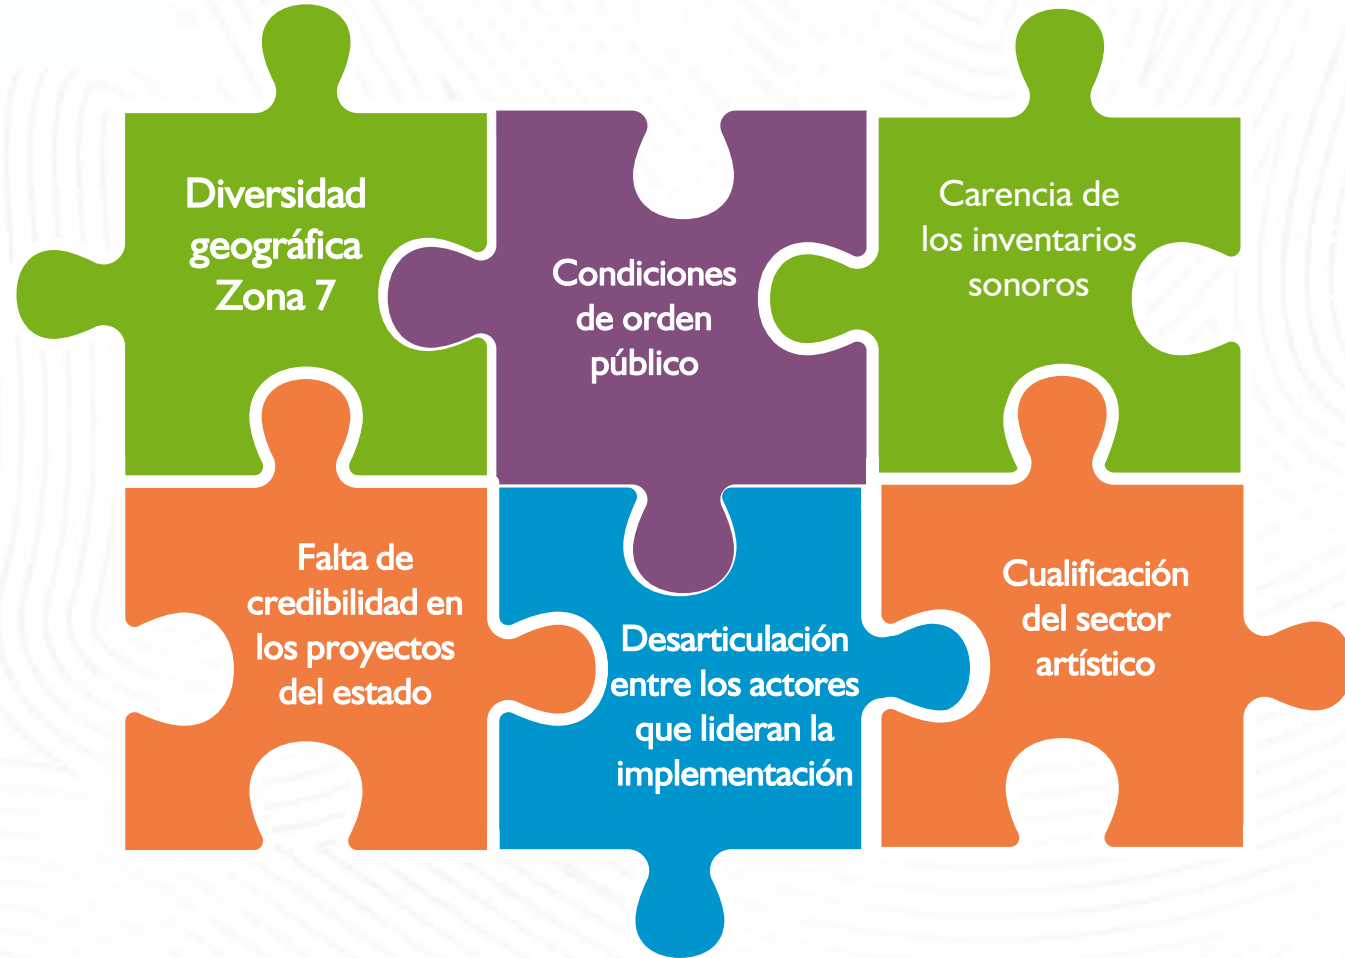 Diversidad
geográfica
Zona 7
Condiciones
de orden
público
Carencia de
los inventarios
sonoros
Falta de
credibilidad en
los proyectos
del estado
Desarticulación
entre los actores
que lideran la
implementación
Cualificación
del sector
artístico